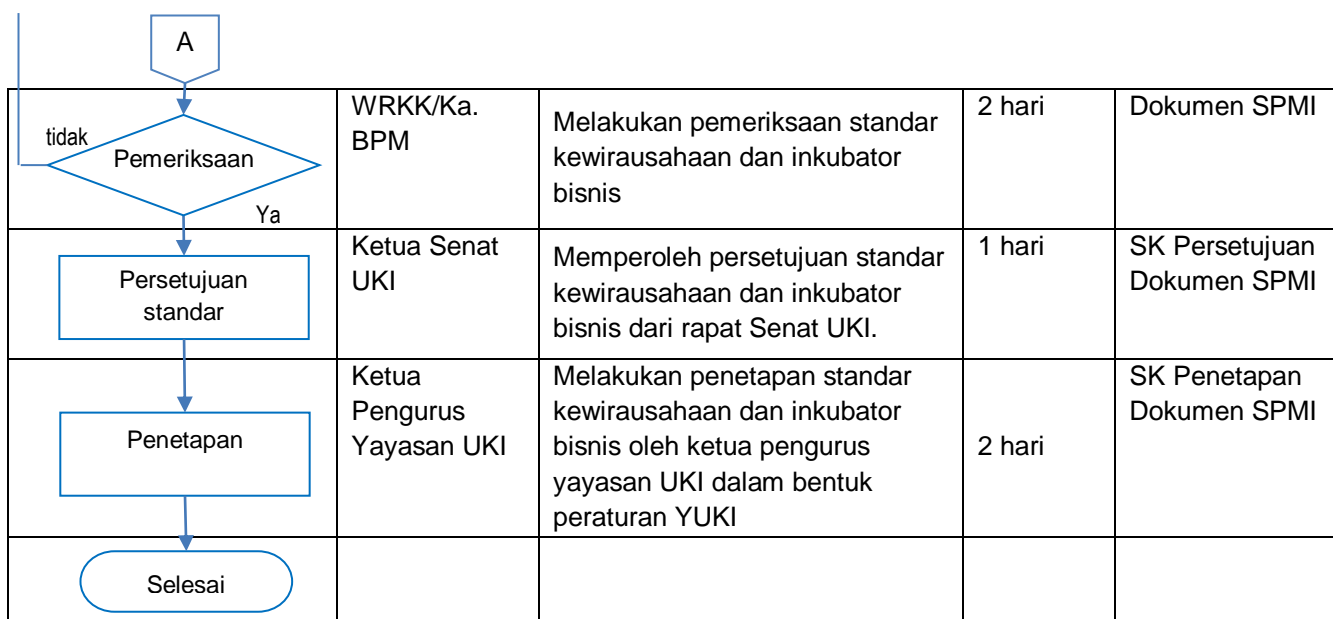 A
tidak
Pemeriksaan
Ya
WRKK/Ka.
BPM
Melakukan pemeriksaan standar
kewirausahaan dan inkubator
bisnis
2 hari
Dokumen SPMI
Persetujuan
standar
Ketua Senat
UKI
Memperoleh persetujuan standar
kewirausahaan dan inkubator
bisnis dari rapat Senat UKI.
1 hari
SK Persetujuan
Dokumen SPMI
Penetapan
Ketua
Pengurus
Yayasan UKI
Melakukan penetapan standar
kewirausahaan dan inkubator
bisnis oleh ketua pengurus
yayasan UKI dalam bentuk
peraturan YUKI
2 hari
SK Penetapan
Dokumen SPMI
Selesai